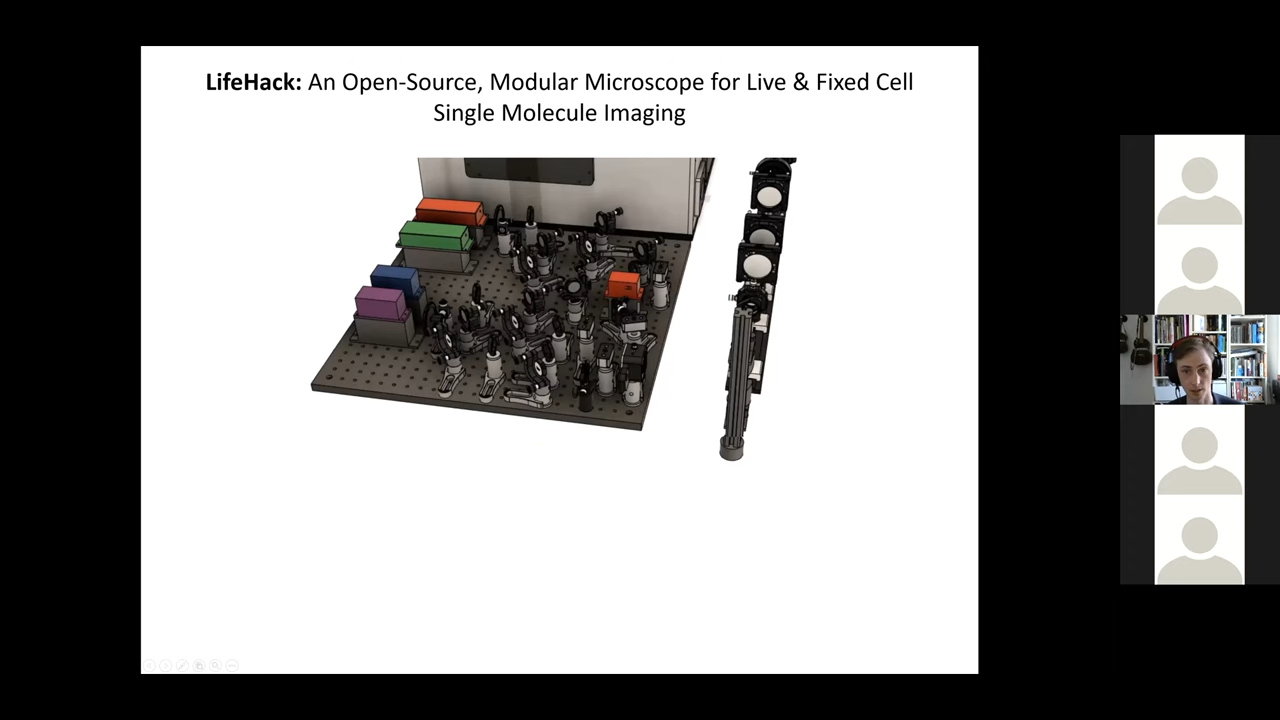 LifeHack: An Open-Source, Modular Microscope for Live & Fixed Cell
Single Molecule Imaging